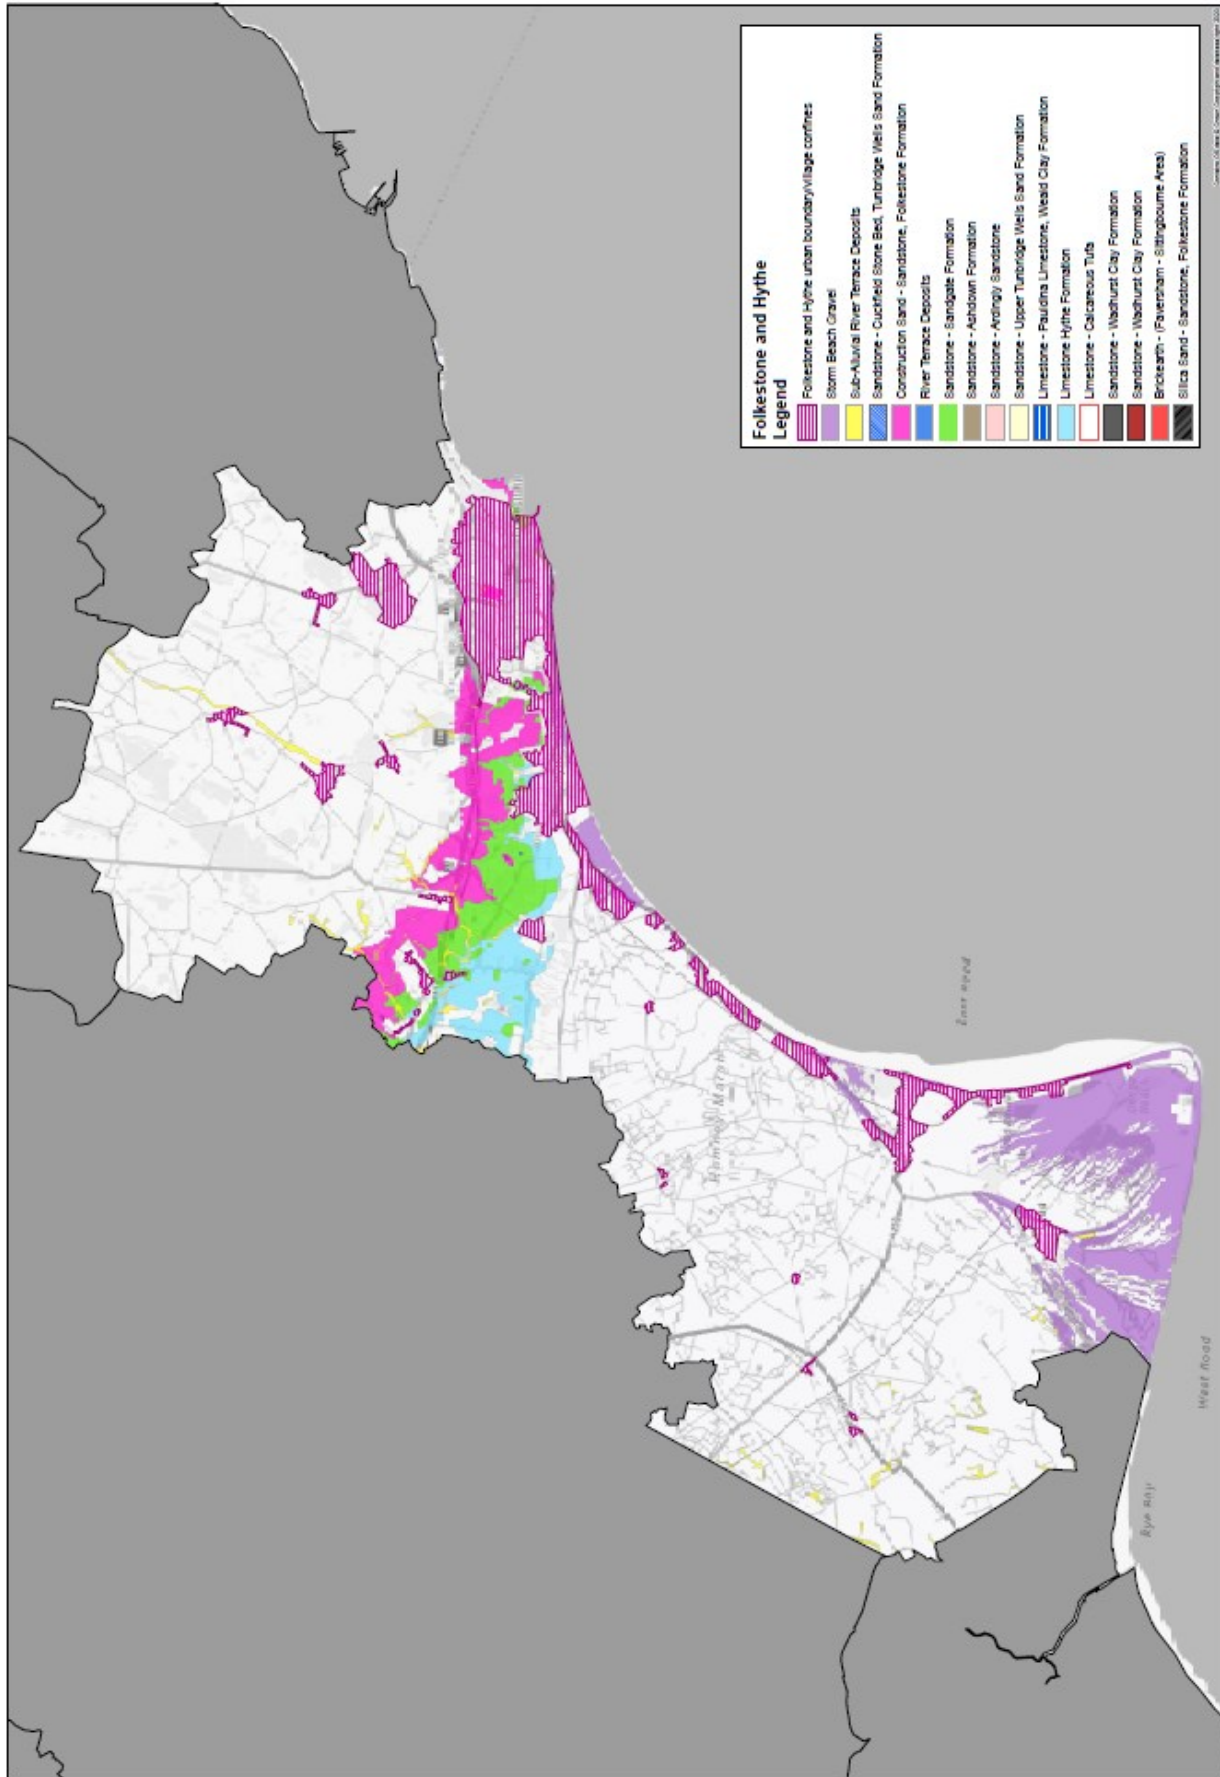 Folkestone and Hythe
Legend
Folkestone and Hythe urban boundary/village confines
Storm Beach Gravel
Sub-Alluvial River Terrace Deposits
Sandstone - Cuckfield Stone Bed, Tunbridge Wells Sand Formation
Construction Sand - Sandstone, Folkestone Formation
River Terrace Deposits
Sandstone - Sandgate Formation
Sandstone - Ashdown Formation
Sandstone - Ardingly Sandstone
Sandstone - Upper Tunbridge Wells Sand Formation
Limestone - Paludina Limestone, Weald Clay Formation
Limestone Hythe Formation
Limestone - Calcareous Tufa
Sandstone - Wadhurst Clay Formation
Sandstone - Wadhurst Clay Formation
Brickearth - (Faversham - Sittingbourne Area)
Silica Sand - Sandstone, Folkestone Formation
East Road
Romney Marsh
West Road
Rye Bay